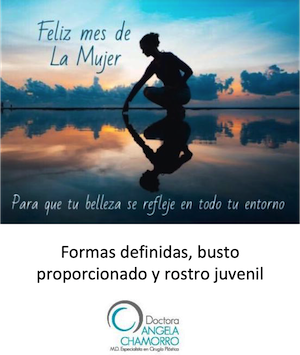 Feliz mes de
La Mujer
Para que tu belleza se refleje en todo tu entorno
Formas definidas, busto
proporcionado y rostro juvenil
Doctora
ANGELA
CHAMORRO
M.D. Especialista en Cirugía Plástica